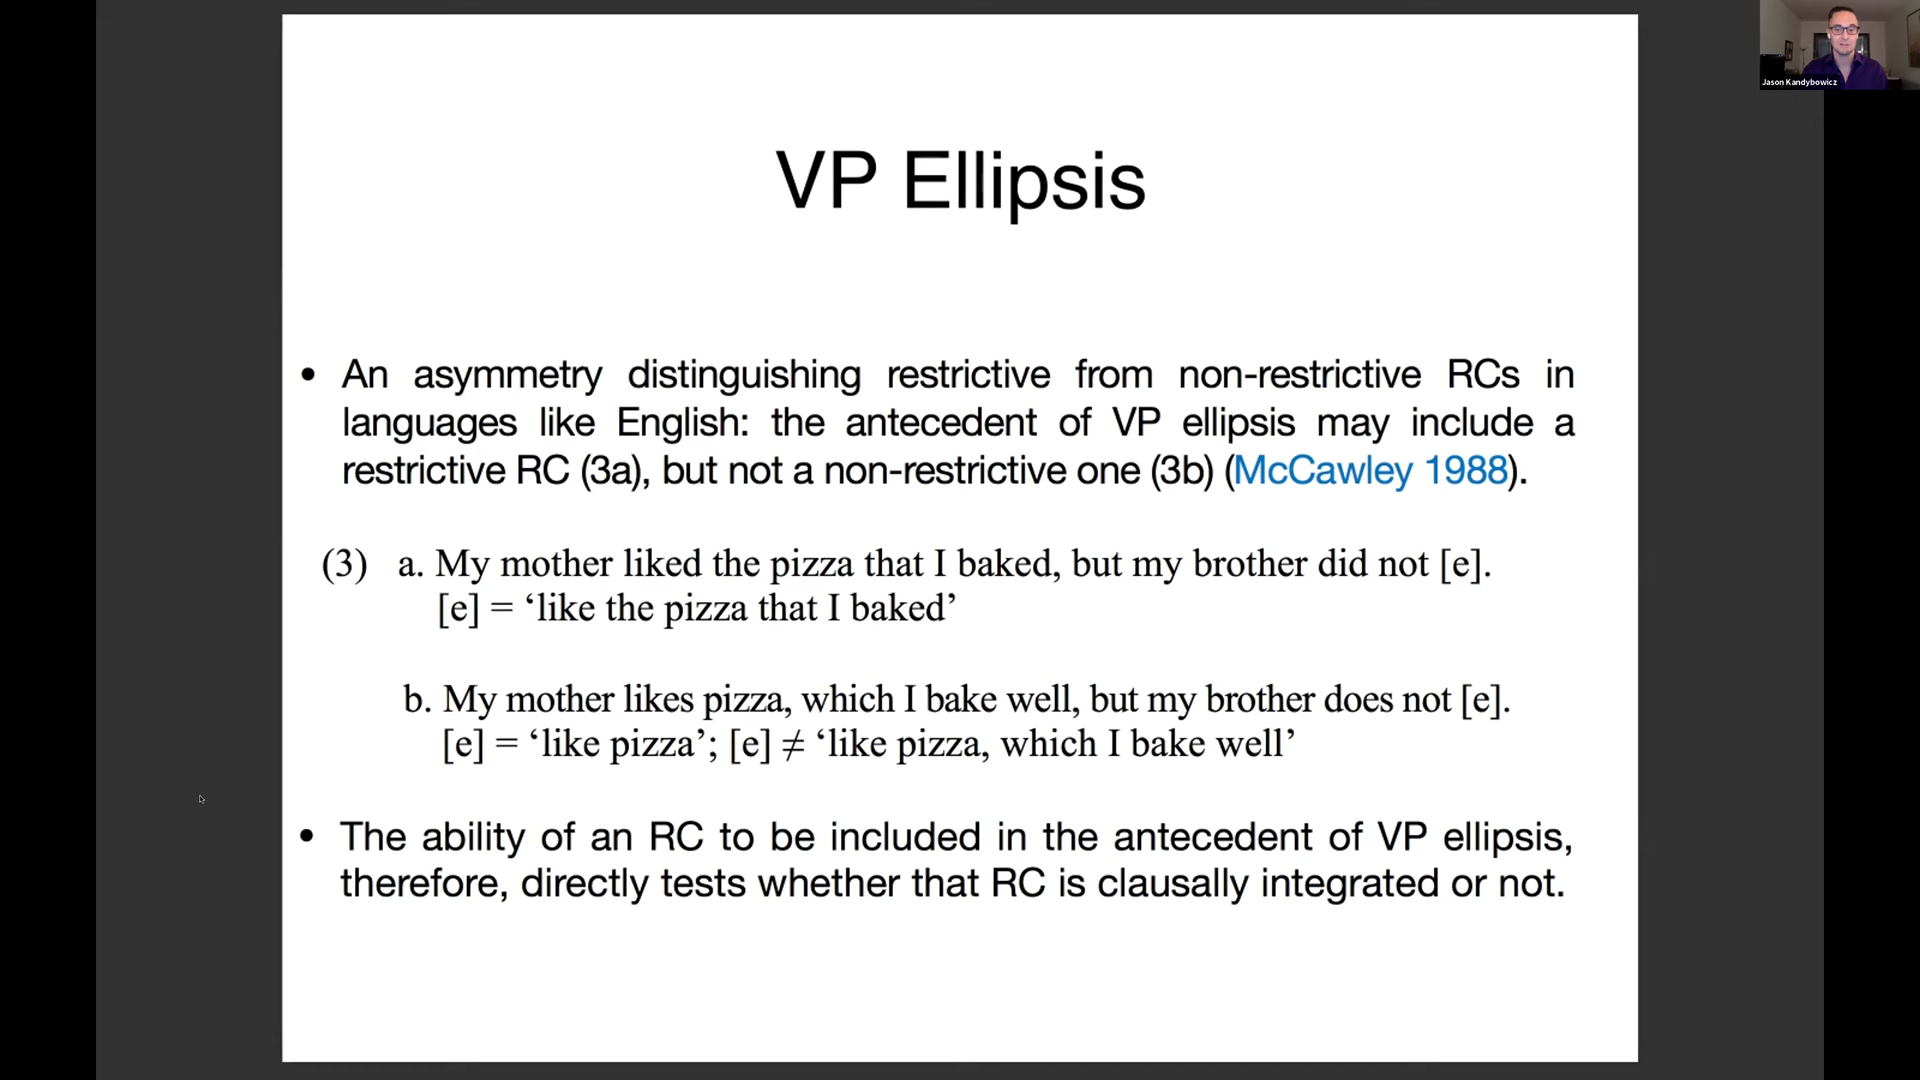 Jason Kandybowicz
VP Ellipsis
• An asymmetry distinguishing restrictive from non-restrictive RCs in
languages like English: the antecedent of VP ellipsis may include a
restrictive RC (3a), but not a non-restrictive one (3b) (McCawley 1988).
(3) a. My mother liked the pizza that I baked, but my brother did not [e].
[e] = ‘like the pizza that I baked’
b. My mother likes pizza, which I bake well, but my brother does not [e].
[e] = ‘like pizza’; [e] ≠ ‘like pizza, which I bake well’
• The ability of an RC to be included in the antecedent of VP ellipsis,
therefore, directly tests whether that RC is clausally integrated or not.